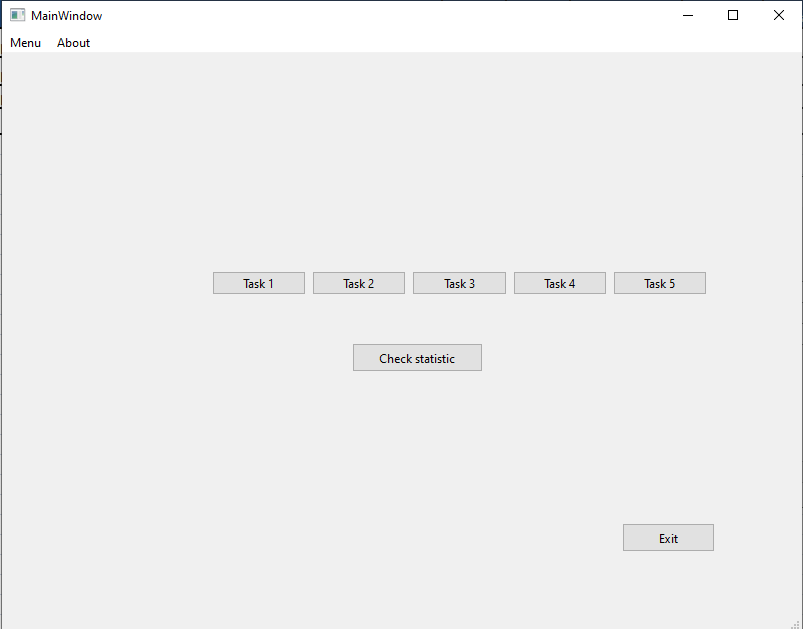 MainWindow
Menu About
Task 1 Task 2 Task 3 Task 4 Task 5
Check statistic
Exit